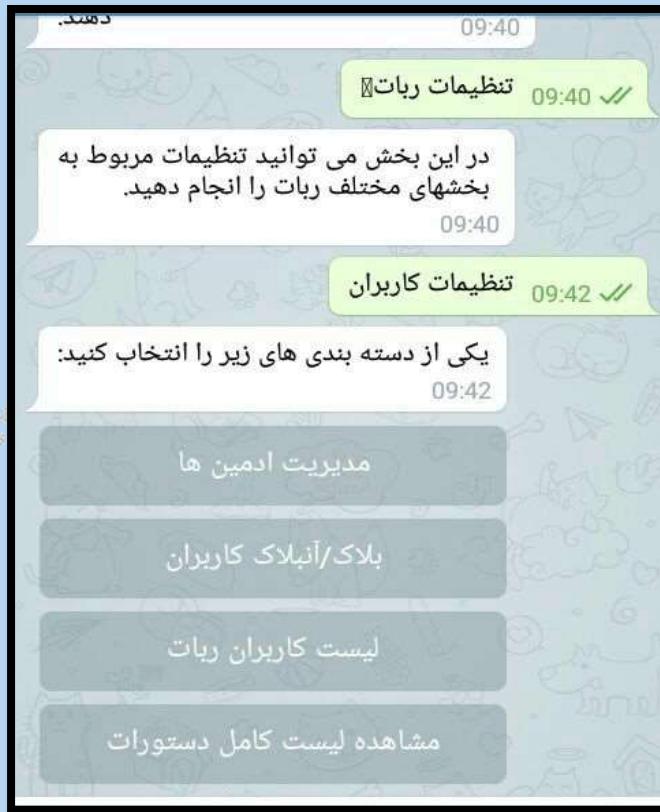 دهند.
09:40
تنظیمات ربات
09:40
در این بخش می توانید تنظیمات مربوط به
بخشهای مختلف ربات را انجام دهید.
09:40
تنظیمات کاربران
09:42
یکی از دسته بندی های زیر را انتخاب کنید:
09:42
مدیریت ادمین ها
بلاک/آنبلاک کاربران
لیست کاربران ربات
مشاهده لیست کامل دستورات